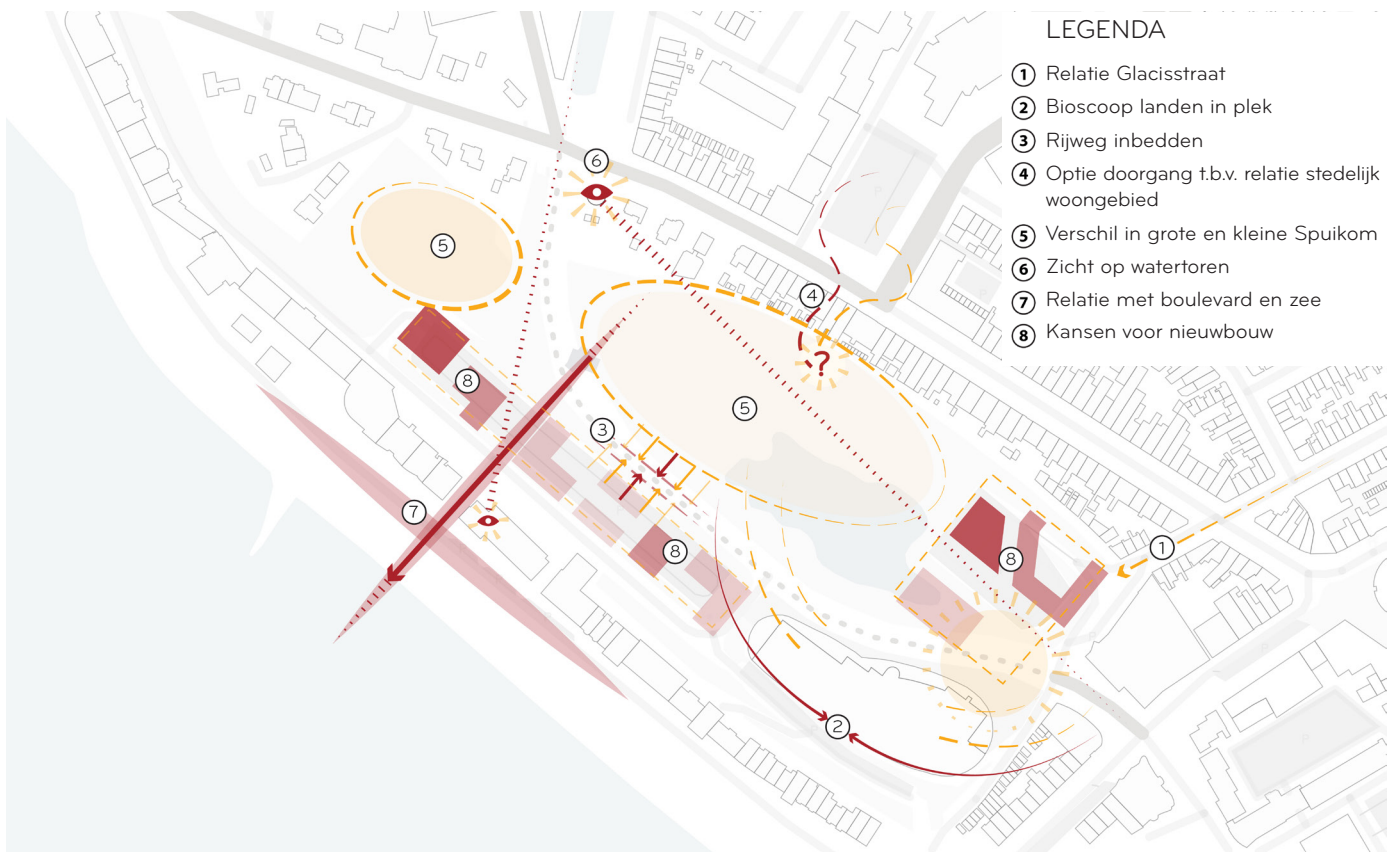 LEGENDA
1 Relatie Glacisstraat
2 Bioscoop landen in plek
3 Rijweg inbedden
4 Optie doorgang t.b.v. relatie stedelijk
woongebied
5 Verschil in grote en kleine Spuikom
6 Zicht op watertoren
7 Relatie met boulevard en zee
8 Kansen voor nieuwbouw
6
5
4
?
8
5
3
7
8
8
1
2
P
P